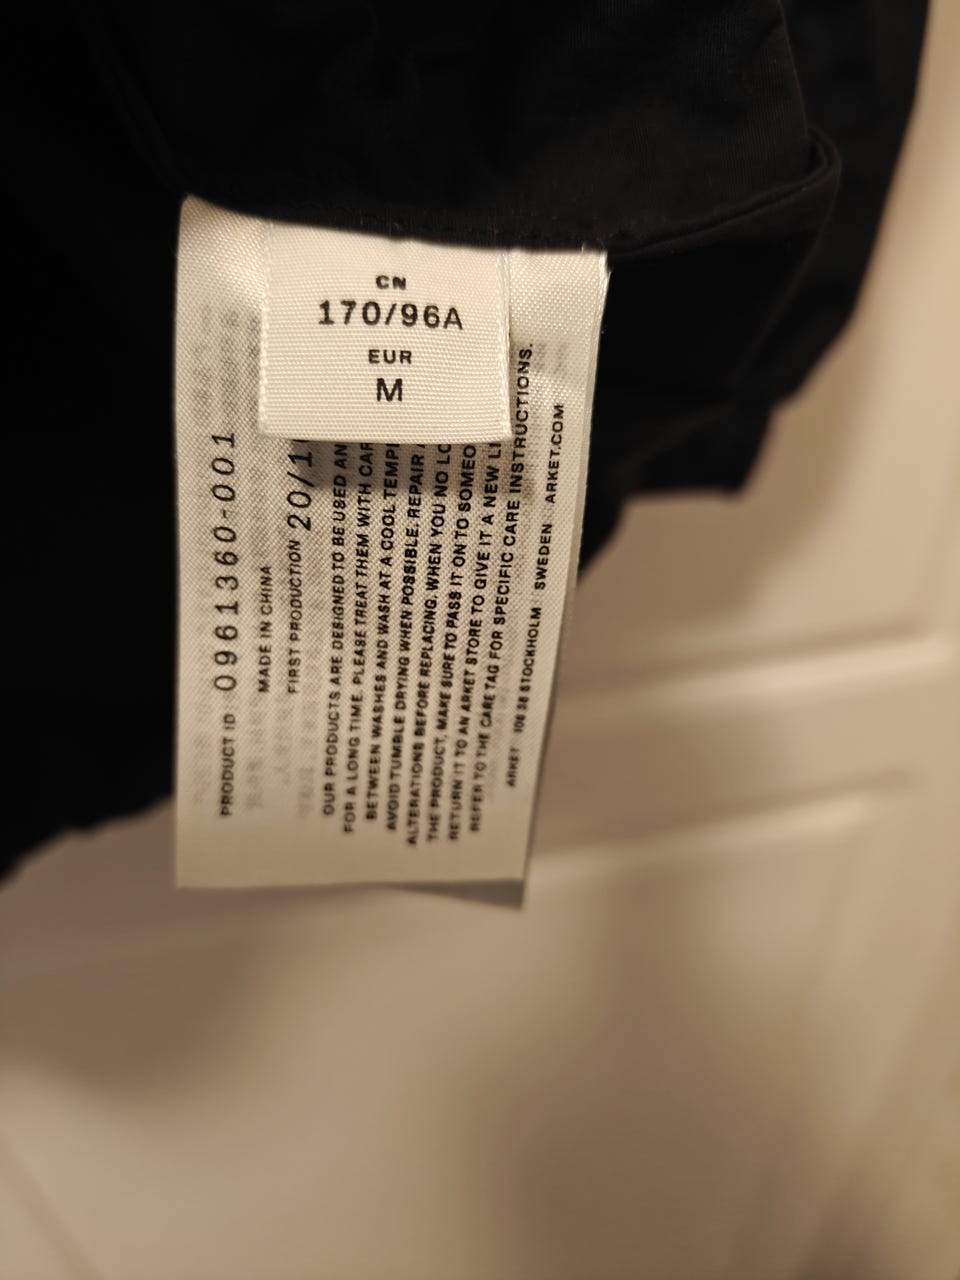 CN
170/96A
EUR
M
PRODUCT ID 0961360-001
MADE IN CHINA
FIRST PRODUCTION 20/1
OUR PRODUCTS ARE DESIGNED TO BE USED AN
FOR A LONG TIME. PLEASE TREAT THEM WITH CAR
BETWEEN WASHES AND WASH AT A COOL TEMP
AVOID TUMBLE DRYING WHEN POSSIBLE. REPAIR
ALTERATIONS BEFORE REPLACING. WHEN YOU NO LO
THE PRODUCT, MAKE SURE TO PASS IT ON TO SOMEO
RETURN IT TO AN ARKET STORE TO GIVE IT A NEW LI
REFER TO THE CARE TAG FOR SPECIFIC CARE INSTRUCTIONS.
ARKET 106 38 STOCKHOLM SWEDEN ARKET.COM